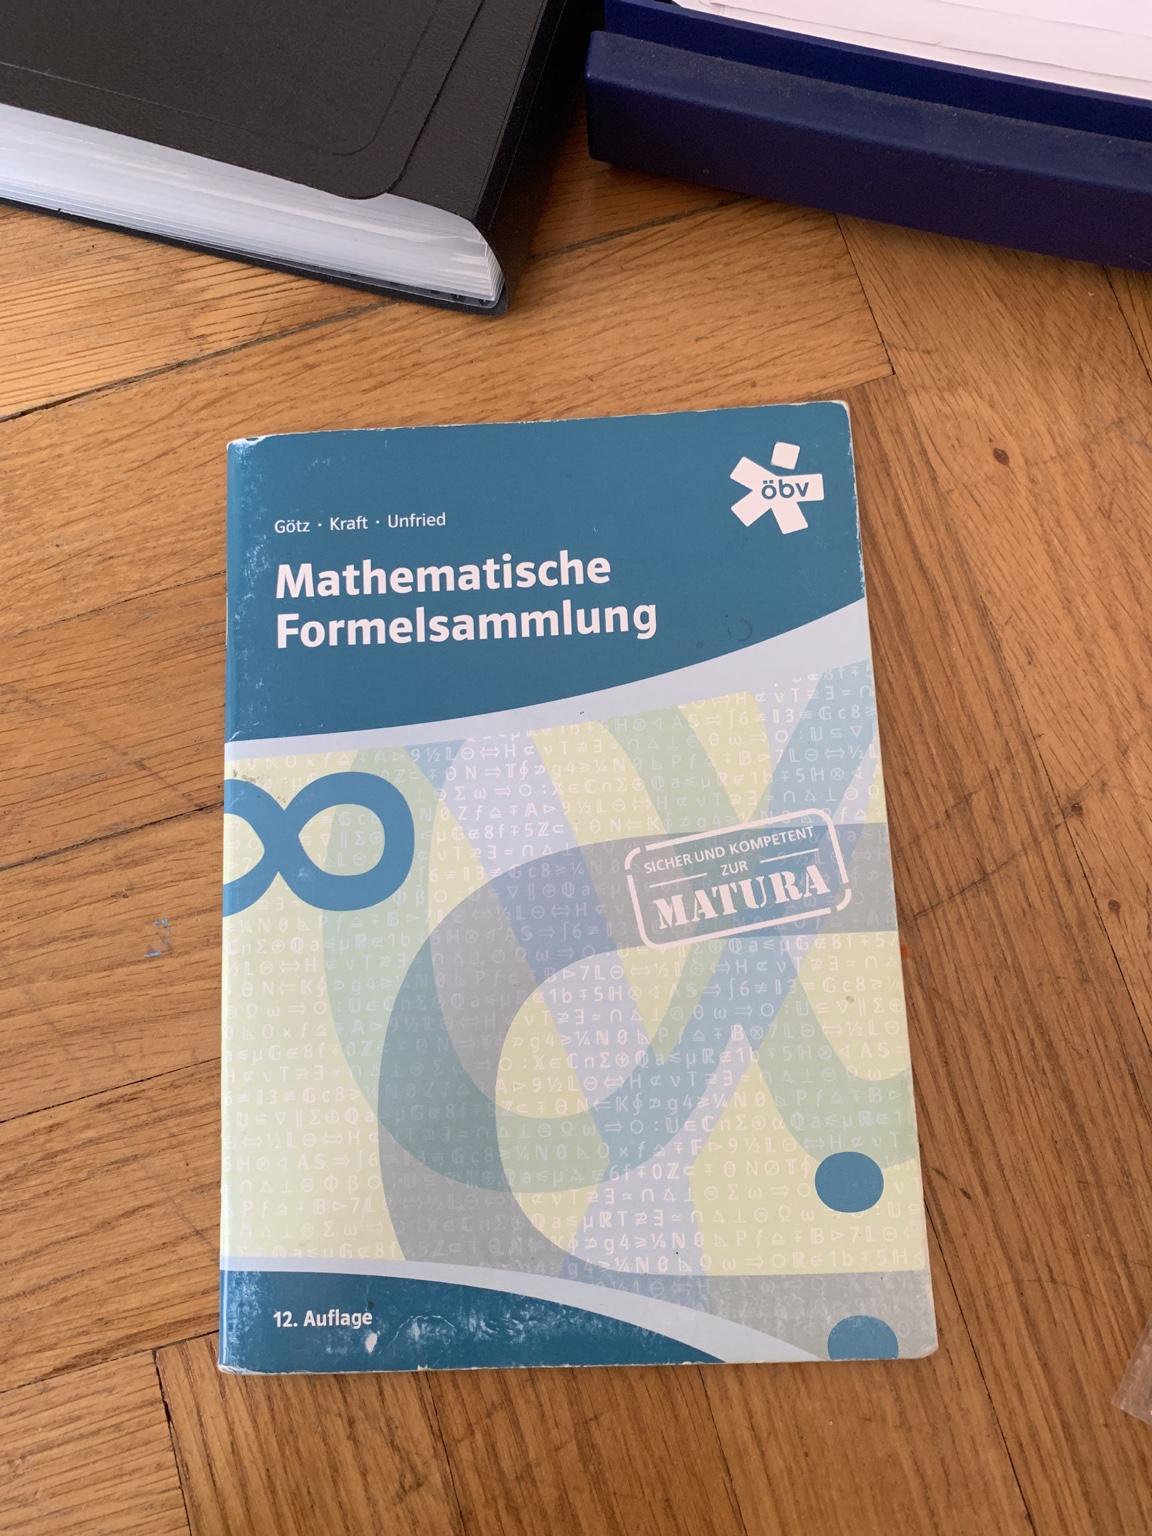 öbv
Götz · Kraft · Unfried
Mathematische
Formelsammlung
SICHER UND KOMPETENT
ZUR
MATURA
12. Auflage